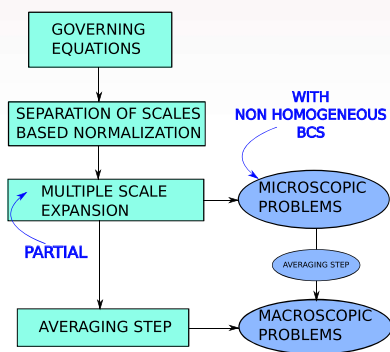 GOVERNING
EQUATIONS
SEPARATION OF SCALES
BASED NORMALIZATION
WITH
NON HOMOGENEOUS
BCS
MULTIPLE SCALE
EXPANSION
MICROSCOPIC
PROBLEMS
PARTIAL
AVERAGING STEP
AVERAGING STEP
MACROSCOPIC
PROBLEMS